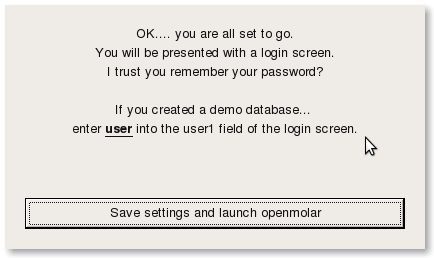 OK.... you are all set to go.
You will be presented with a login screen.
I trust you remember your password?
If you created a demo database...
enter user into the user1 field of the login screen.
Save settings and launch openmolar